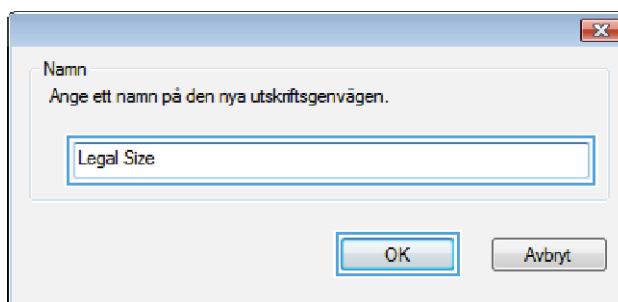 Namn
Ange ett namn på den nya utskriftsgenvägen.
Legal Size
OK
Avbryt